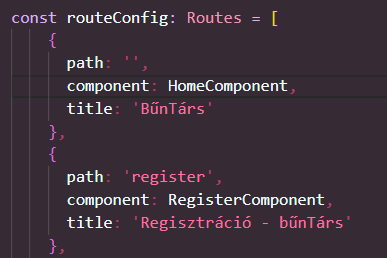 const routeConfig: Routes = [
{
path: '',
component: HomeComponent,
title: 'BűnTárs'
},
{
path: 'register',
component: RegisterComponent,
title: 'Regisztráció - bűnTárs'
},